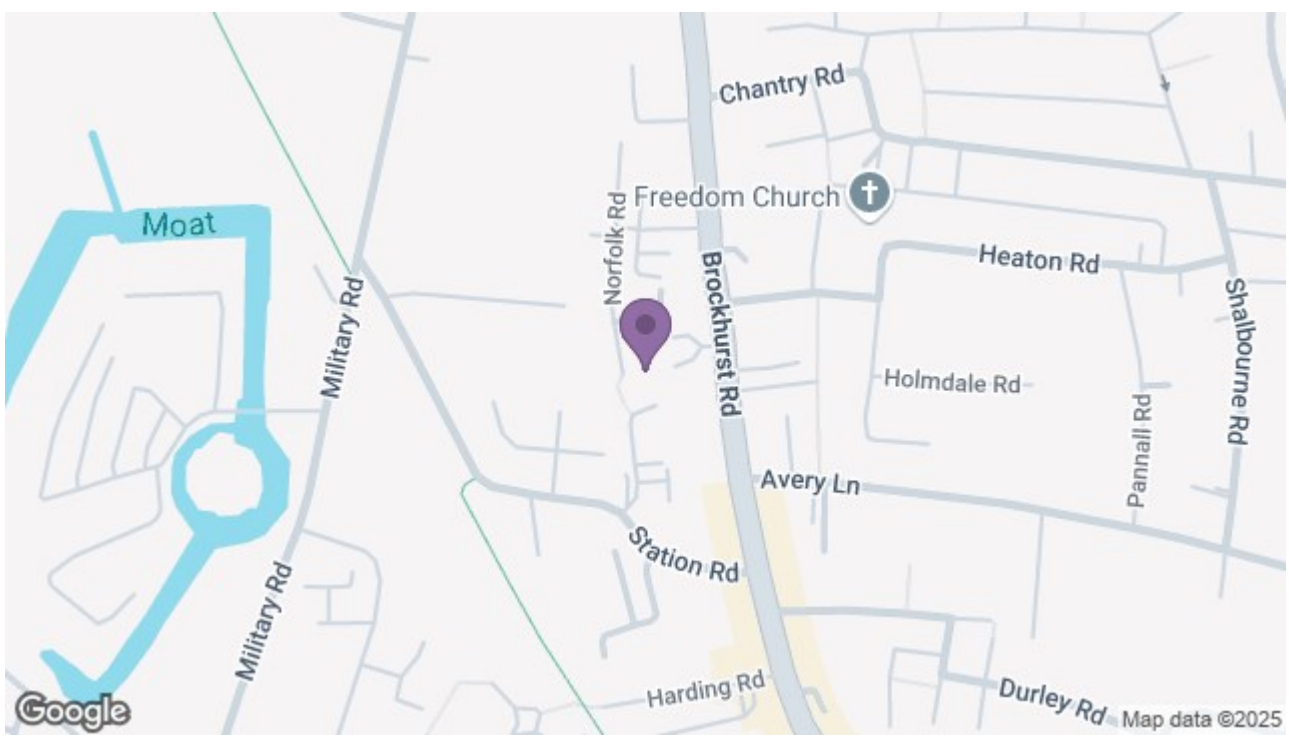 Chantry Rd
Freedom Church
Moat
Norfolk Rd
Heaton Rd
Brockhurst Rd
Military Rd
Shalbourne Rd
Holmdale Rd
Pannall Rd
Avery Ln
Station Rd
Military Rd
Harding Rd
Durley Rd
Google
Map data ©2025